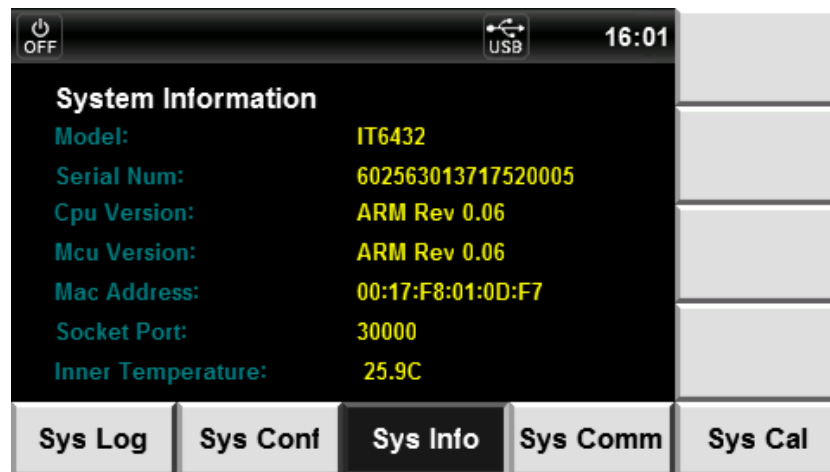 OFF USB 16:01
System Information
Model: IT6432
Serial Num: 602563013717520005
Cpu Version: ARM Rev 0.06
Mcu Version: ARM Rev 0.06
Mac Address: 00:17:F8:01:0D:F7
Socket Port: 30000
Inner Temperature: 25.9C
Sys Log Sys Conf Sys Info Sys Comm Sys Cal